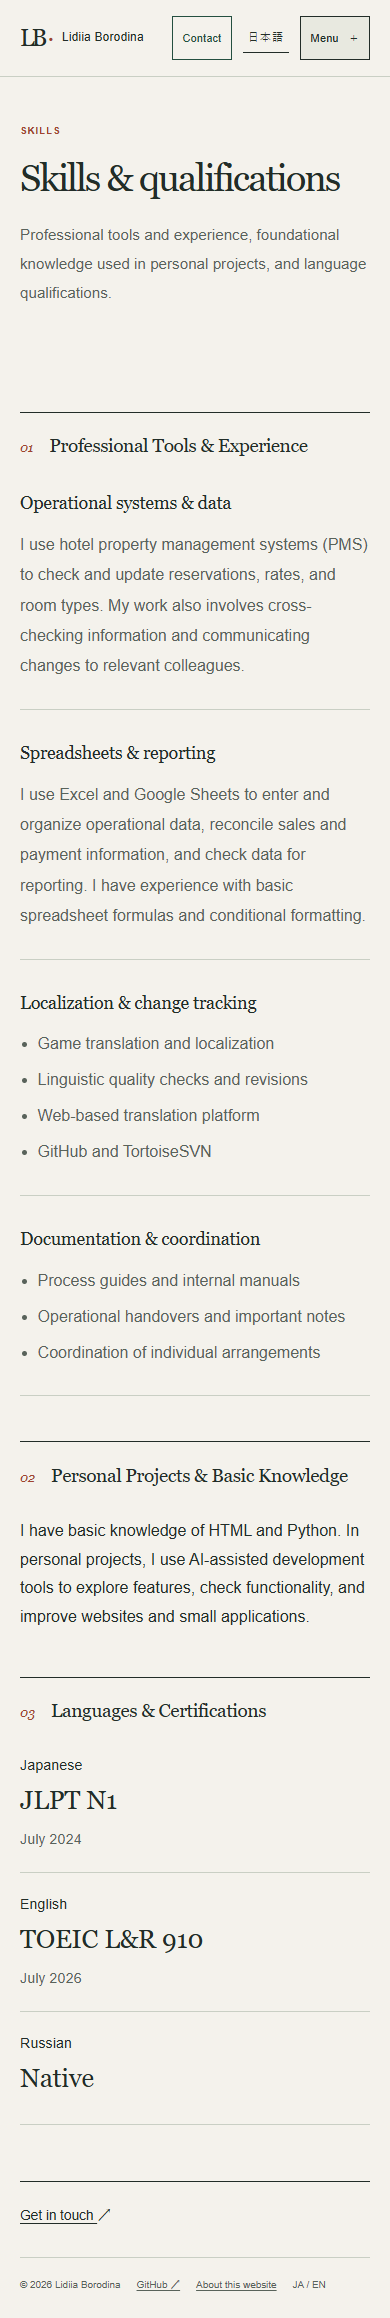 LB· Lidiia Borodina Contact 日本語 Menu +
SKILLS
Skills & qualifications
Professional tools and experience, foundational
knowledge used in personal projects, and language
qualifications.
01 Professional Tools & Experience
Operational systems & data
I use hotel property management systems (PMS)
to check and update reservations, rates, and
room types. My work also involves cross-
checking information and communicating
changes to relevant colleagues.
Spreadsheets & reporting
I use Excel and Google Sheets to enter and
organize operational data, reconcile sales and
payment information, and check data for
reporting. I have experience with basic
spreadsheet formulas and conditional formatting.
Localization & change tracking
• Game translation and localization
• Linguistic quality checks and revisions
• Web-based translation platform
• GitHub and TortoiseSVN
Documentation & coordination
• Process guides and internal manuals
• Operational handovers and important notes
• Coordination of individual arrangements
02 Personal Projects & Basic Knowledge
I have basic knowledge of HTML and Python. In
personal projects, I use AI-assisted development
tools to explore features, check functionality, and
improve websites and small applications.
03 Languages & Certifications
Japanese
JLPT N1
July 2024
English
TOEIC L&R 910
July 2026
Russian
Native
Get in touch ↗
© 2026 Lidiia Borodina GitHub ↗ About this website JA / EN